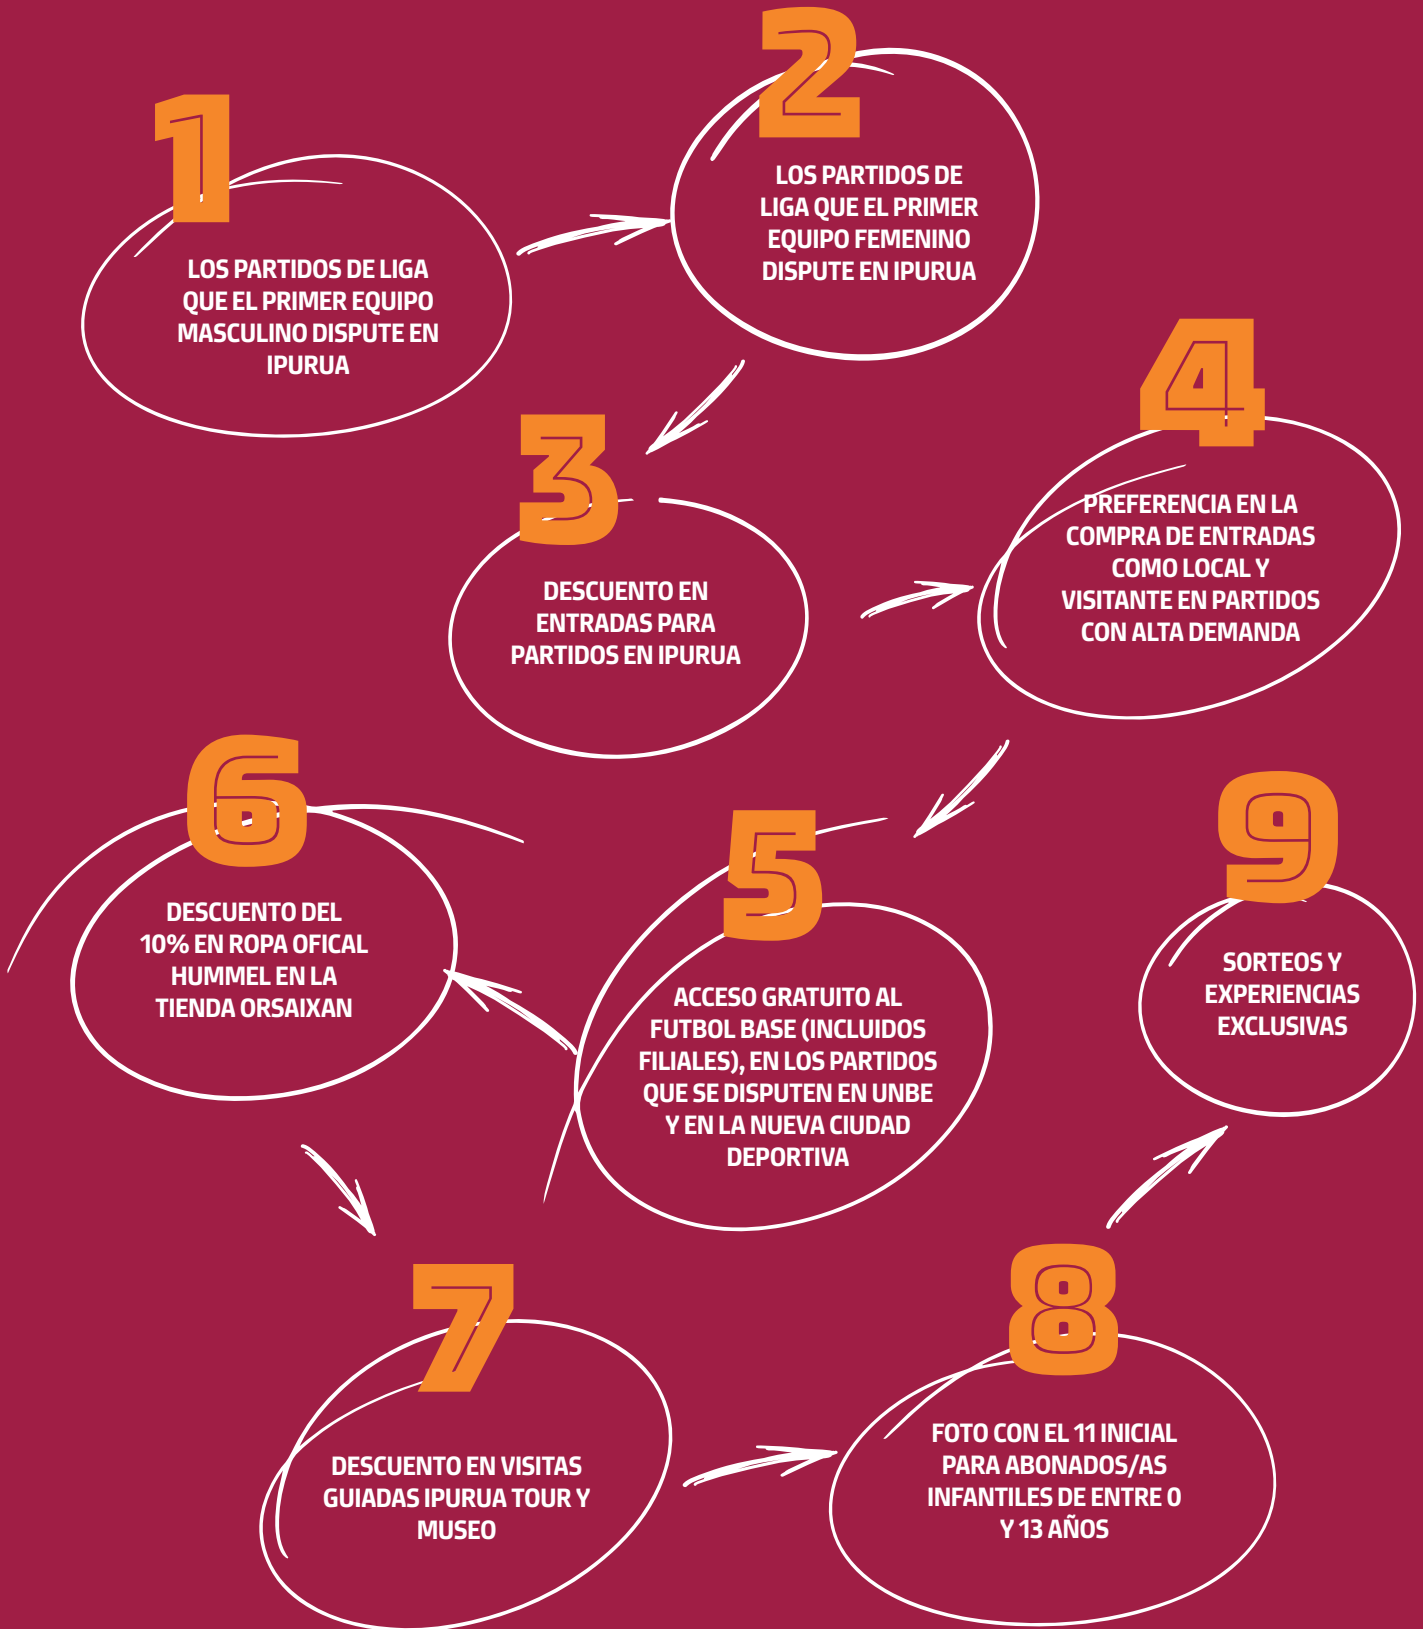 1
LOS PARTIDOS DE LIGA
QUE EL PRIMER EQUIPO
MASCULINO DISPUTE EN
IPURUA
2
LOS PARTIDOS DE
LIGA QUE EL PRIMER
EQUIPO FEMENINO
DISPUTE EN IPURUA
3
DESCUENTO EN
ENTRADAS PARA
PARTIDOS EN IPURUA
4
PREFERENCIA EN LA
COMPRA DE ENTRADAS
COMO LOCAL Y
VISITANTE EN PARTIDOS
CON ALTA DEMANDA
5
ACCESO GRATUITO AL
FUTBOL BASE (INCLUIDOS
FILIALES), EN LOS PARTIDOS
QUE SE DISPUTEN EN UNBE
Y EN LA NUEVA CIUDAD
DEPORTIVA
6
DESCUENTO DEL
10% EN ROPA OFICAL
HUMMEL EN LA
TIENDA ORSAIXAN
7
DESCUENTO EN VISITAS
GUIADAS IPURUA TOUR Y
MUSEO
8
FOTO CON EL 11 INICIAL
PARA ABONADOS/AS
INFANTILES DE ENTRE 0
Y 13 AÑOS
9
SORTEOS Y
EXPERIENCIAS
EXCLUSIVAS